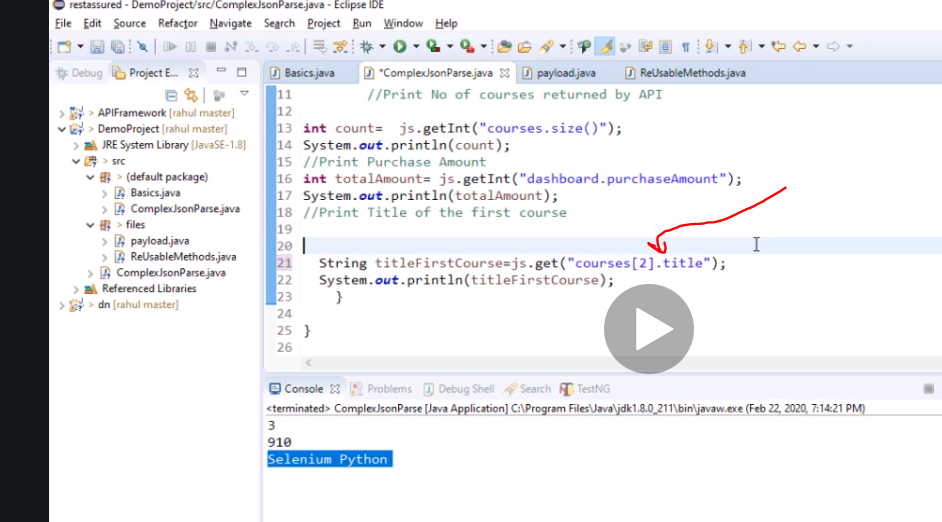 restassured - DemoProject/src/ComplexJsonParse.java - Eclipse IDE
File Edit Source Refactor Navigate Search Project Run Window Help
Debug Project E... Basics.java *ComplexJsonParse.java payload.java ReUsableMethods.java
> APIFramework [rahul master]
> DemoProject [rahul master]
JRE System Library [JavaSE-1.8]
> src
> (default package)
Basics.java
> ComplexJsonParse.java
> files
payload.java
> ReUsableMethods.java
ComplexJsonParse.java
Referenced Libraries
> dn [rahul master]
11 //Print No of courses returned by API
12
13 int count= js.getInt("courses.size()");
14 System.out.println(count);
15 //Print Purchase Amount
16 int totalAmount= js.getInt("dashboard.purchaseAmount");
17 System.out.println(totalAmount);
18 //Print Title of the first course
19
20
21 String titleFirstCourse=js.get("courses[2].title");
22 System.out.println(titleFirstCourse);
23 }
24
25 }
26
Console Problems Debug Shell Search TestNG
<terminated> ComplexJsonParse [Java Application] C:\Program Files\Java\jdk1.8.0_211\bin\javaw.exe (Feb 22, 2020, 7:14:21 PM)
3
910
Selenium Python